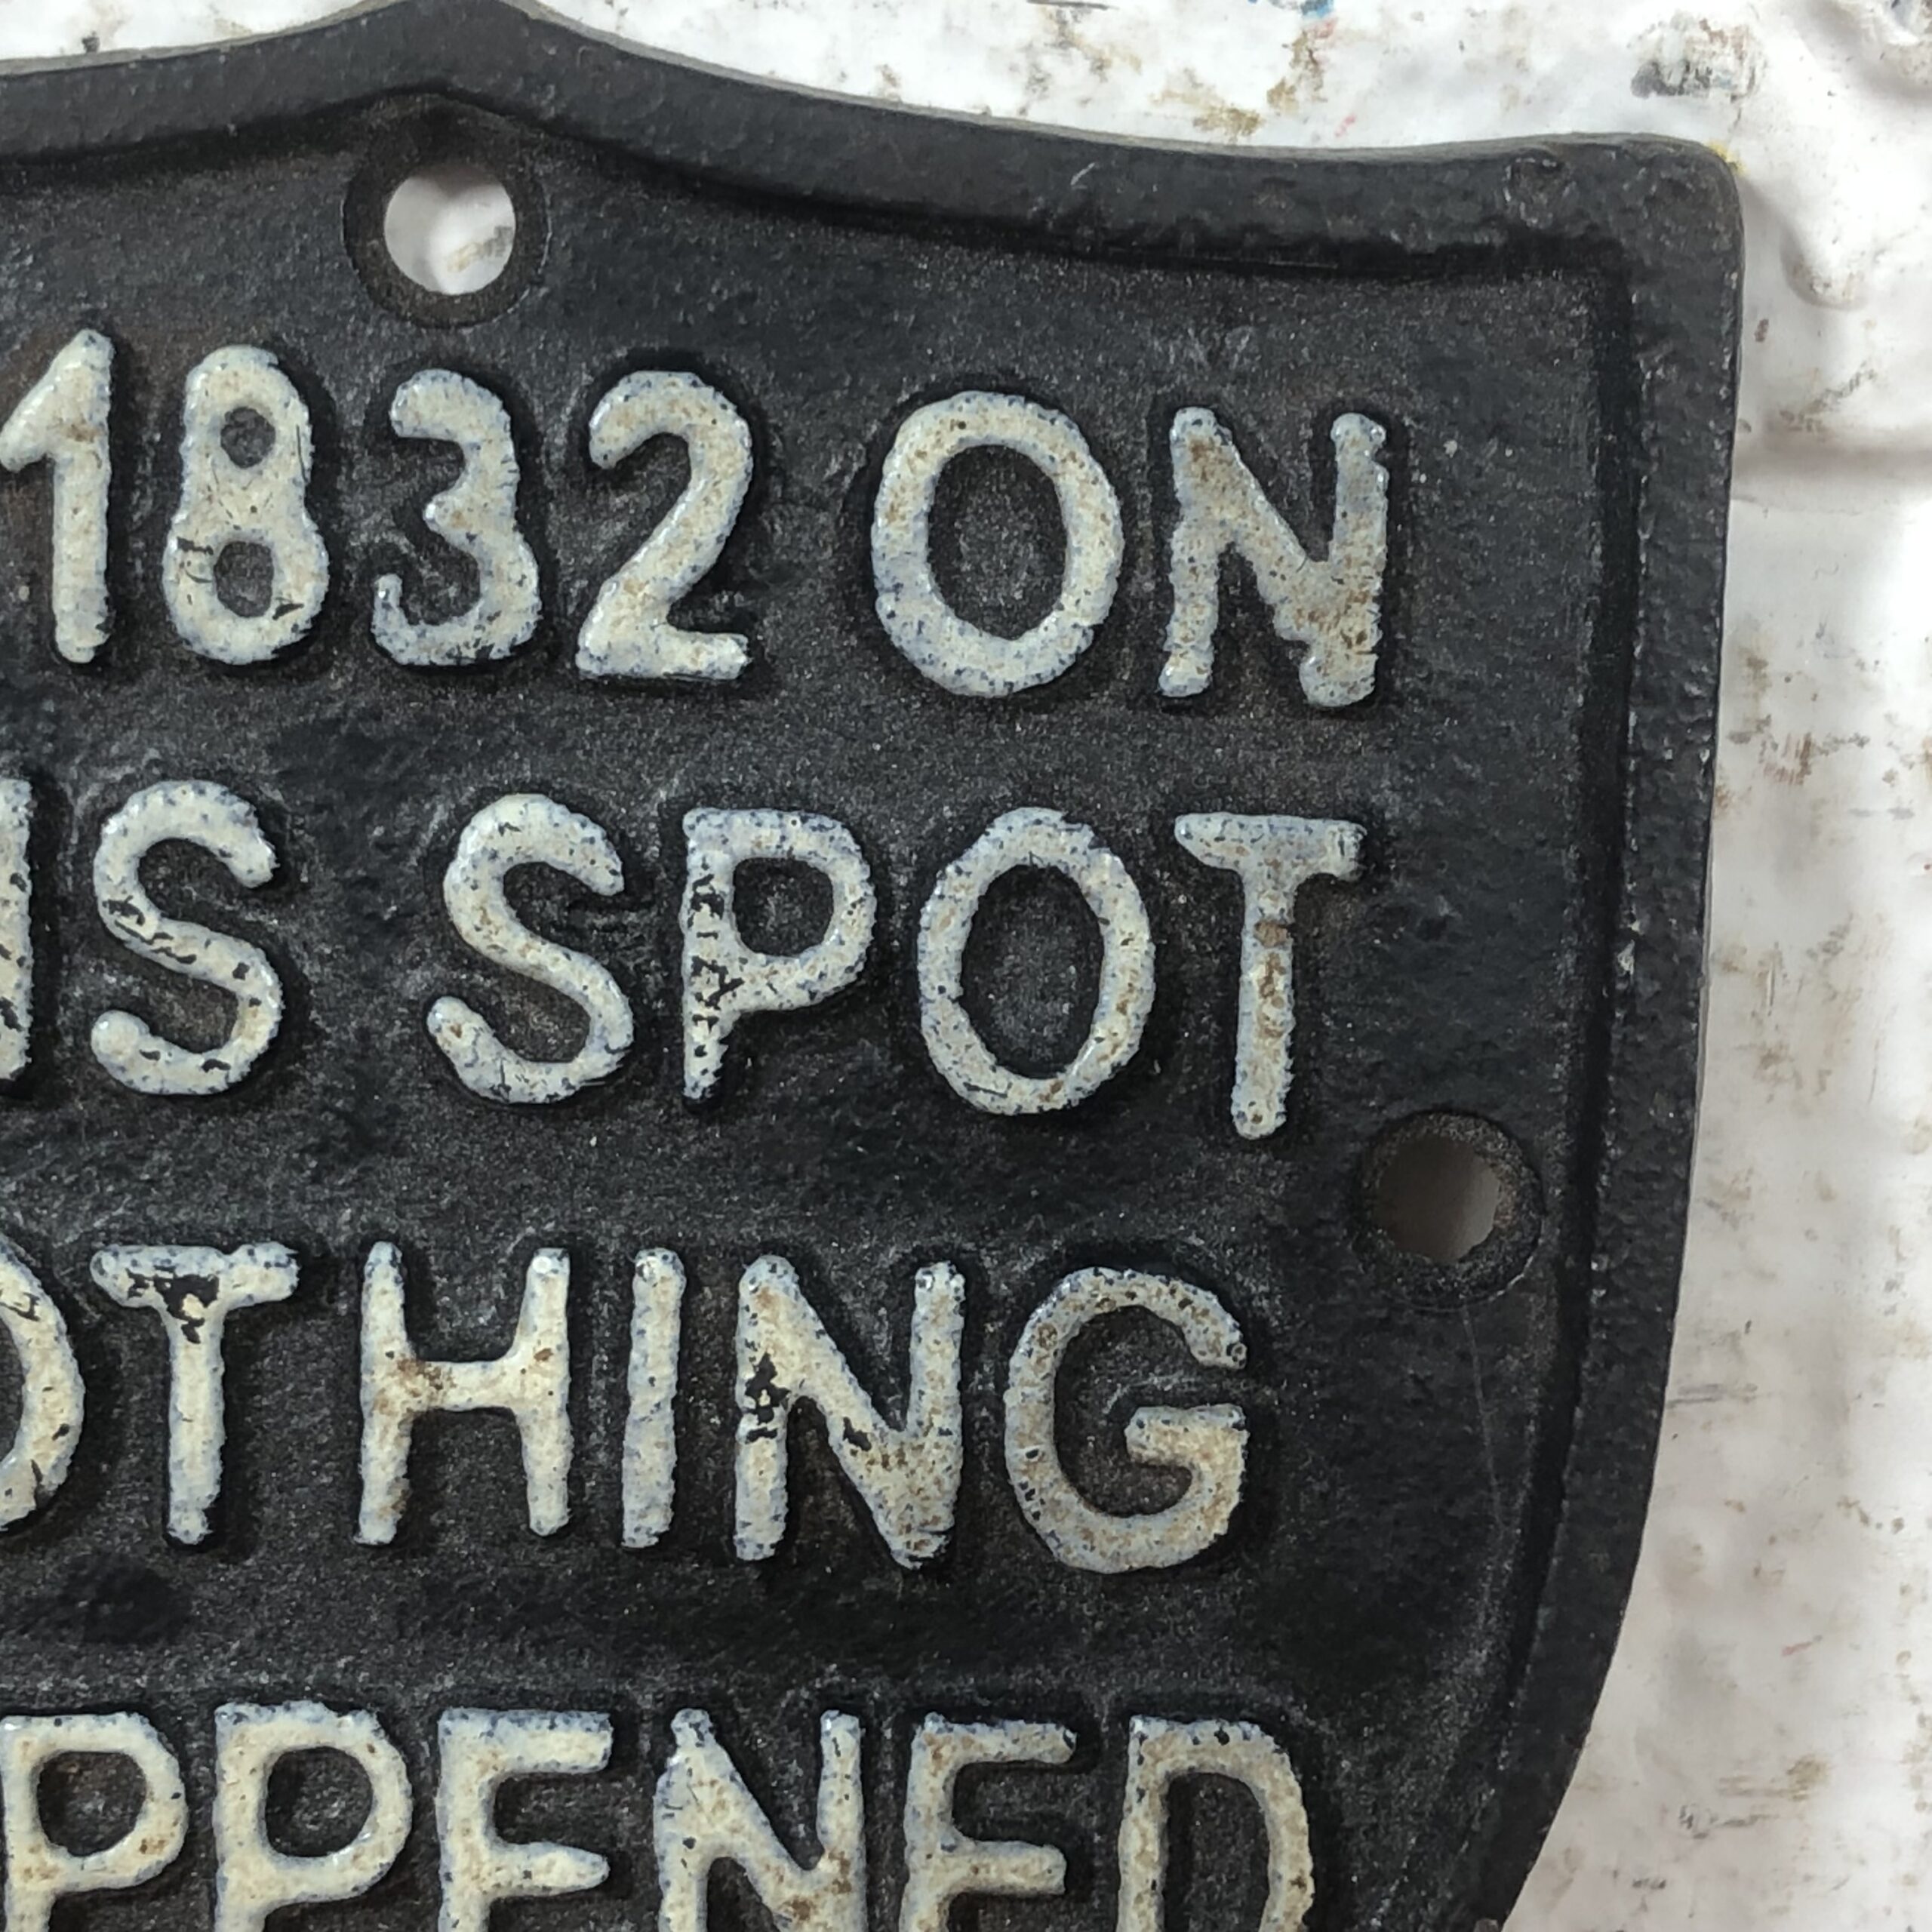 1832 ON
IS SPOT
OTHING
PPENED